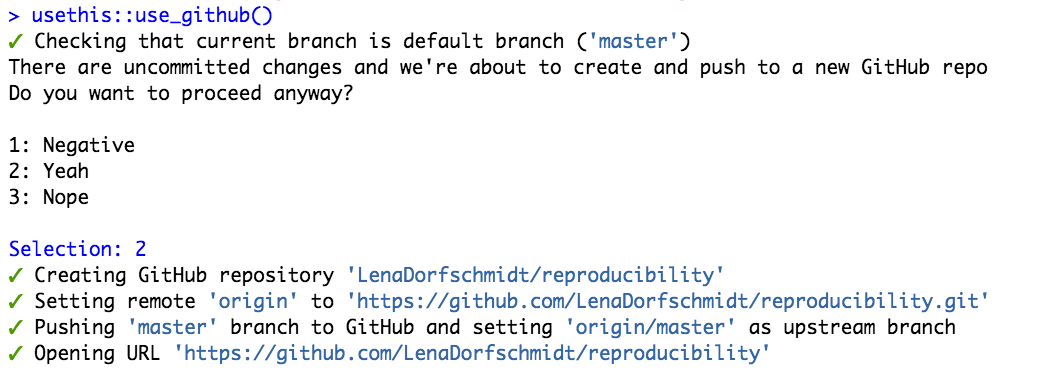 > usethis::use_github()
✓ Checking that current branch is default branch ('master')
There are uncommitted changes and we're about to create and push to a new GitHub repo
Do you want to proceed anyway?
1: Negative
2: Yeah
3: Nope
Selection: 2
✓ Creating GitHub repository 'LenaDorfschmidt/reproducibility'
✓ Setting remote 'origin' to 'https://github.com/LenaDorfschmidt/reproducibility.git'
✓ Pushing 'master' branch to GitHub and setting 'origin/master' as upstream branch
✓ Opening URL 'https://github.com/LenaDorfschmidt/reproducibility'